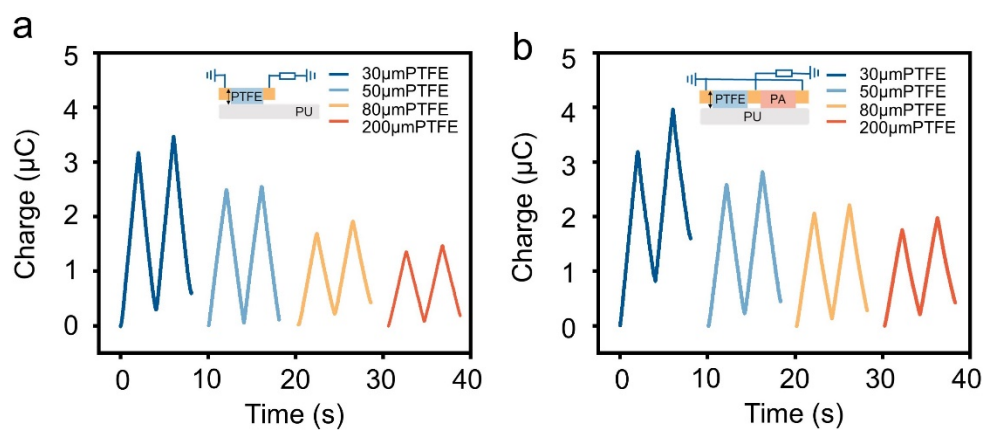 a
5
4
3
2
1
0
Charge (μC)
0
10
20
30
40
Time (s)
PTFE
PU
30μmPTFE
50μmPTFE
80μmPTFE
200μmPTFE
b
5
4
3
2
1
0
Charge (μC)
0
10
20
30
40
Time (s)
PTFE
PA
PU
30μmPTFE
50μmPTFE
80μmPTFE
200μmPTFE